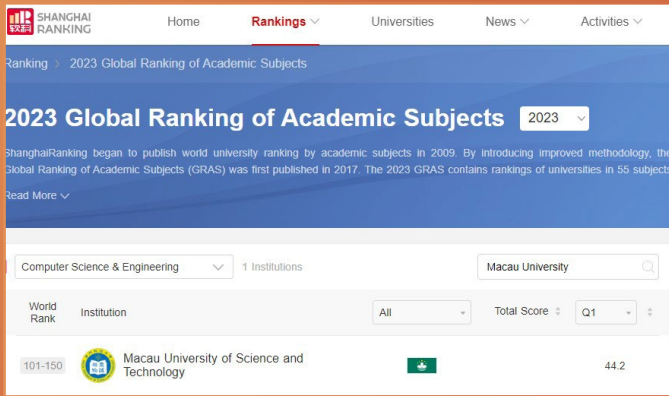 软科
SHANGHAI
RANKING
Home
Rankings
Universities
News
Activities
Ranking > 2023 Global Ranking of Academic Subjects
2023 Global Ranking of Academic Subjects
2023
ShanghaiRanking began to publish world university ranking by academic subjects in 2009. By introducing improved methodology, the
Global Ranking of Academic Subjects (GRAS) was first published in 2017. The 2023 GRAS contains rankings of universities in 55 subjects
Read More
Computer Science & Engineering
1 Institutions
Macau University
World
Rank
Institution
All
Total Score
Q1
101-150
Macau University of Science and
Technology
44.2